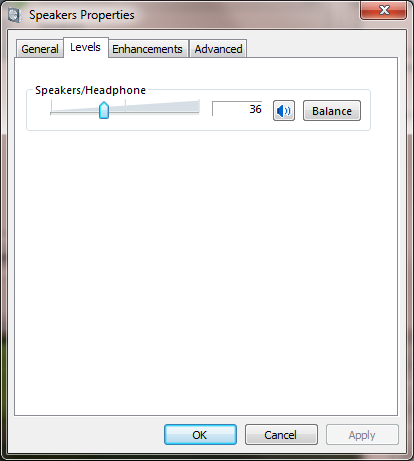 Speakers Properties
General Levels Enhancements Advanced
Speakers/Headphone
36 Balance
OK Cancel Apply